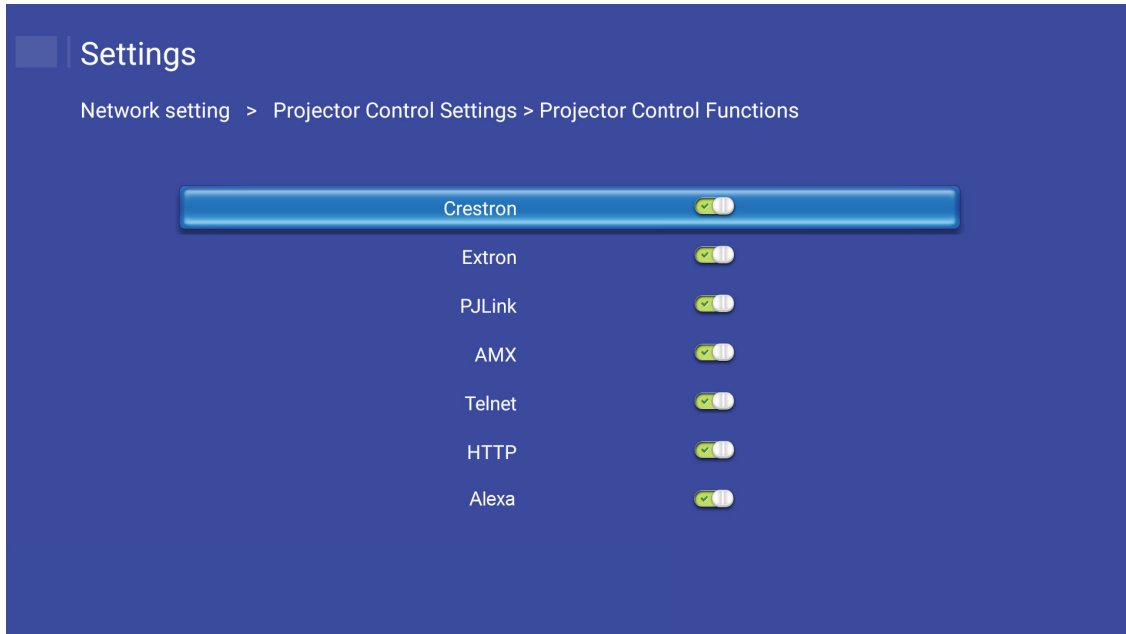 Settings
Network setting > Projector Control Settings > Projector Control Functions
Crestron
Extron
PJLink
AMX
Telnet
HTTP
Alexa